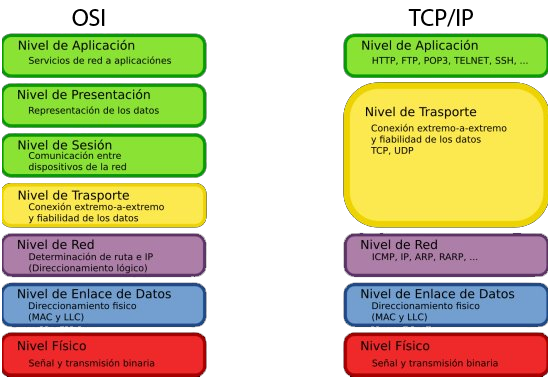 OSI
Nivel de Aplicación
Servicios de red a aplicaciónes
Nivel de Presentación
Representación de los datos
Nivel de Sesión
Comunicación entre
dispositivos de la red
Nivel de Trasporte
Conexión extremo-a-extremo
y fiabilidad de los datos
Nivel de Red
Determinación de ruta e IP
(Direccionamiento lógico)
Nivel de Enlace de Datos
Direccionamiento fisico
(MAC y LLC)
Nivel Físico
Señal y transmisión binaria
TCP/IP
Nivel de Aplicación
HTTP, FTP, POP3, TELNET, SSH, ...
Nivel de Trasporte
Conexión extremo-a-extremo
y fiabilidad de los datos
TCP, UDP
Nivel de Red
ICMP, IP, ARP, RARP, ...
Nivel de Enlace de Datos
Direccionamiento fisico
(MAC y LLC)
Nivel Físico
Señal y transmisión binaria